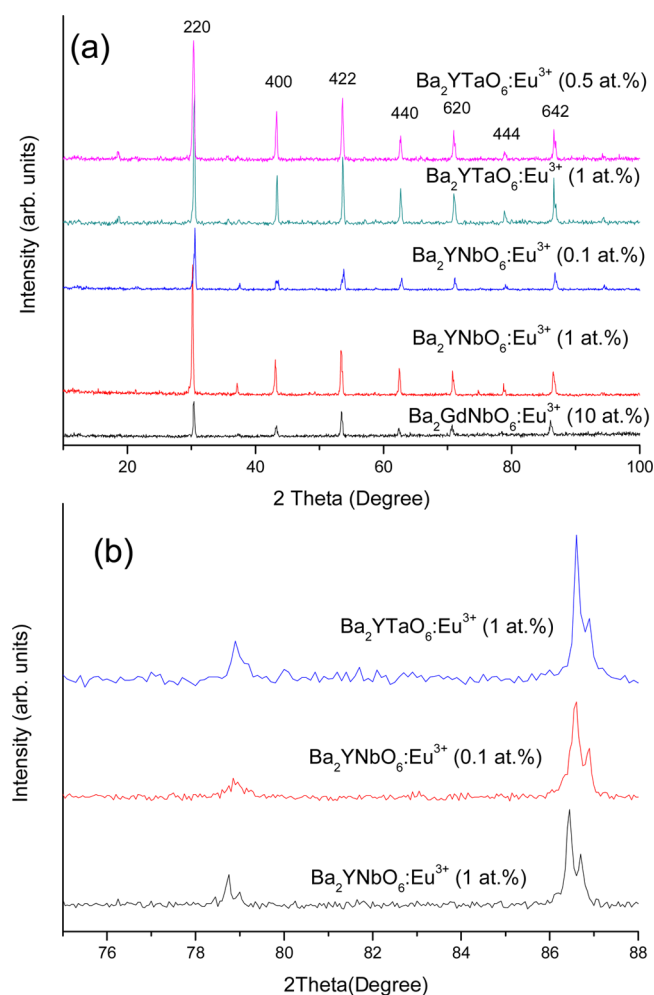 (a)
220
400
422
440
620
444
642
Ba₂YTaO₆:Eu³⁺ (0.5 at.%)
Ba₂YTaO₆:Eu³⁺ (1 at.%)
Ba₂YNbO₆:Eu³⁺ (0.1 at.%)
Ba₂YNbO₆:Eu³⁺ (1 at.%)
Ba₂GdNbO₆:Eu³⁺ (10 at.%)
Intensity (arb. units)
20 40 60 80 100
2 Theta (Degree)
(b)
Ba₂YTaO₆:Eu³⁺ (1 at.%)
Ba₂YNbO₆:Eu³⁺ (0.1 at.%)
Ba₂YNbO₆:Eu³⁺ (1 at.%)
Intensity (arb. units)
76 78 80 82 84 86 88
2Theta(Degree)